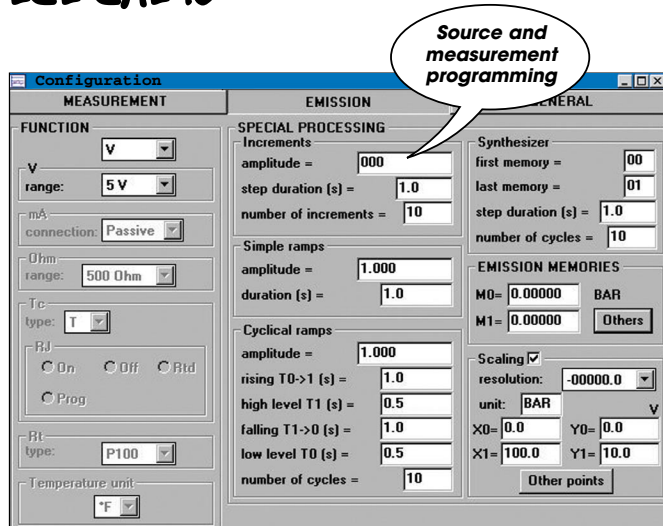 Source and
measurement
programming
Configuration
MEASUREMENT
EMISSION
GENERAL
FUNCTION
V
V
range: 5 V
mA
connection: Passive
Ohm
range: 500 Ohm
Tc
type: T
RJ
On Off Rtd
Prog
Rt
type: P100
Temperature unit
°F
SPECIAL PROCESSING
Increments
amplitude = 000
step duration (s) = 1.0
number of increments = 10
Simple ramps
amplitude = 1.000
duration (s) = 1.0
Cyclical ramps
amplitude = 1.000
rising T0->1 (s) = 1.0
high level T1 (s) = 0.5
falling T1->0 (s) = 1.0
low level T0 (s) = 0.5
number of cycles = 10
Synthesizer
first memory = 00
last memory = 01
step duration (s) = 1.0
number of cycles = 10
EMISSION MEMORIES
M0= 0.00000 BAR
M1= 0.00000 Others
Scaling
resolution: -00000.0
unit: BAR V
X0= 0.0 Y0= 0.0
X1= 100.0 Y1= 10.0
Other points